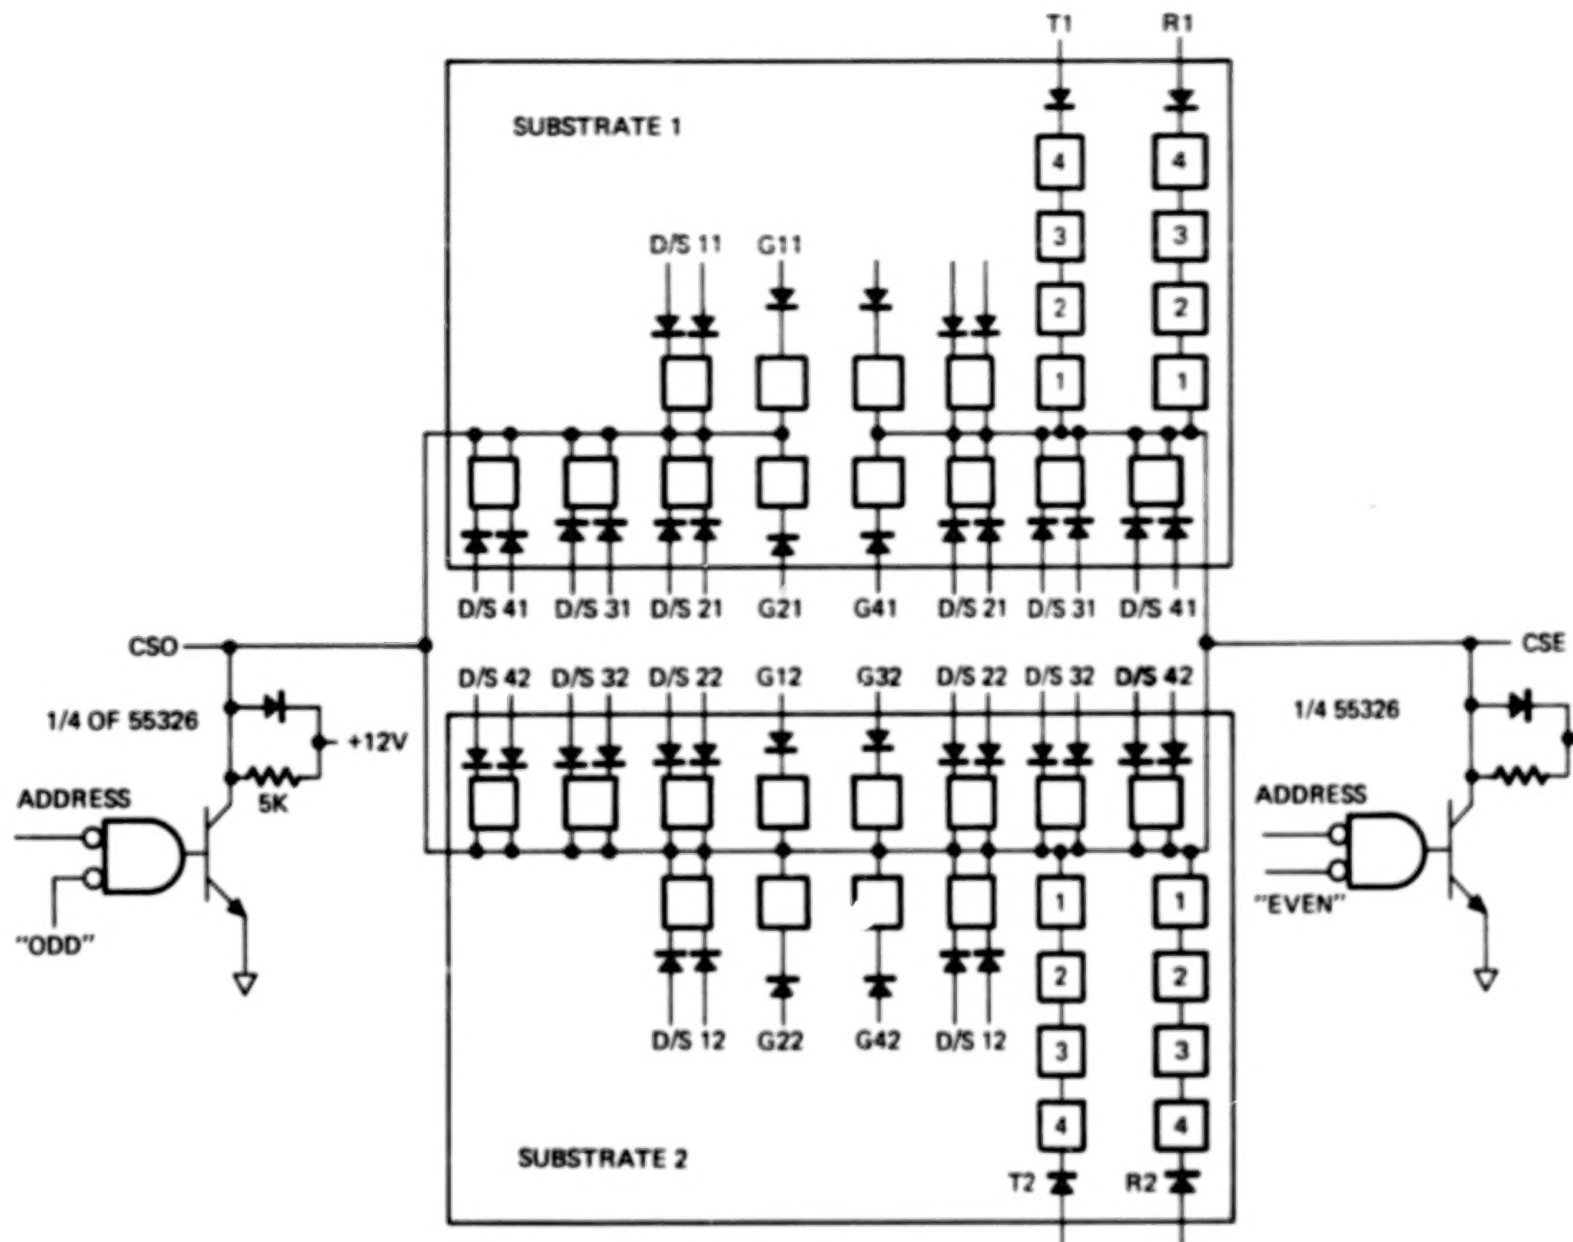 T1 R1
SUBSTRATE 1
4 4
3 3
D/S 11 G11
2 2
1 1
D/S 41 D/S 31 D/S 21 G21 G41 D/S 21 D/S 31 D/S 41
CSO CSE
D/S 42 D/S 32 D/S 22 G12 G32 D/S 22 D/S 32 D/S 42
1/4 OF 55326 1/4 55326
+12V
ADDRESS 5K ADDRESS
"ODD" "EVEN"
1 1
2 2
D/S 12 G22 G42 D/S 12
3 3
4 4
SUBSTRATE 2
T2 R2